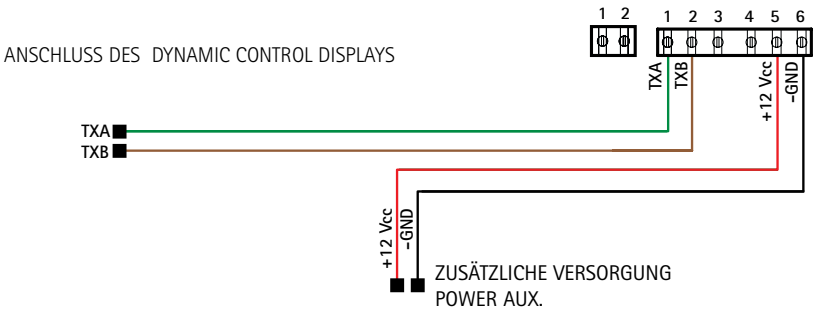 1 2 1 2 3 4 5 6
ANSCHLUSS DES DYNAMIC CONTROL DISPLAYS
TXA
TXB
+12 Vcc
-GND
TXA
TXB
+12 Vcc
-GND
ZUSÄTZLICHE VERSORGUNG
POWER AUX.